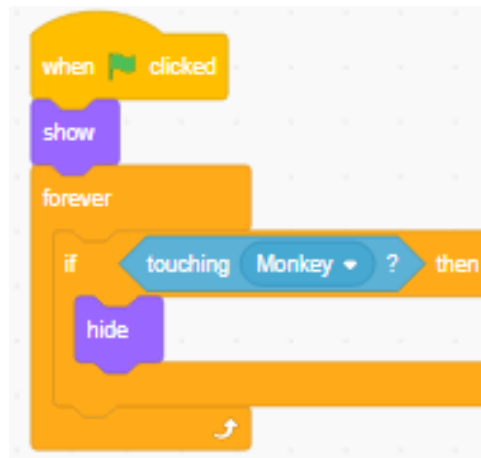 when clicked
show
forever
if touching Monkey ? then
hide